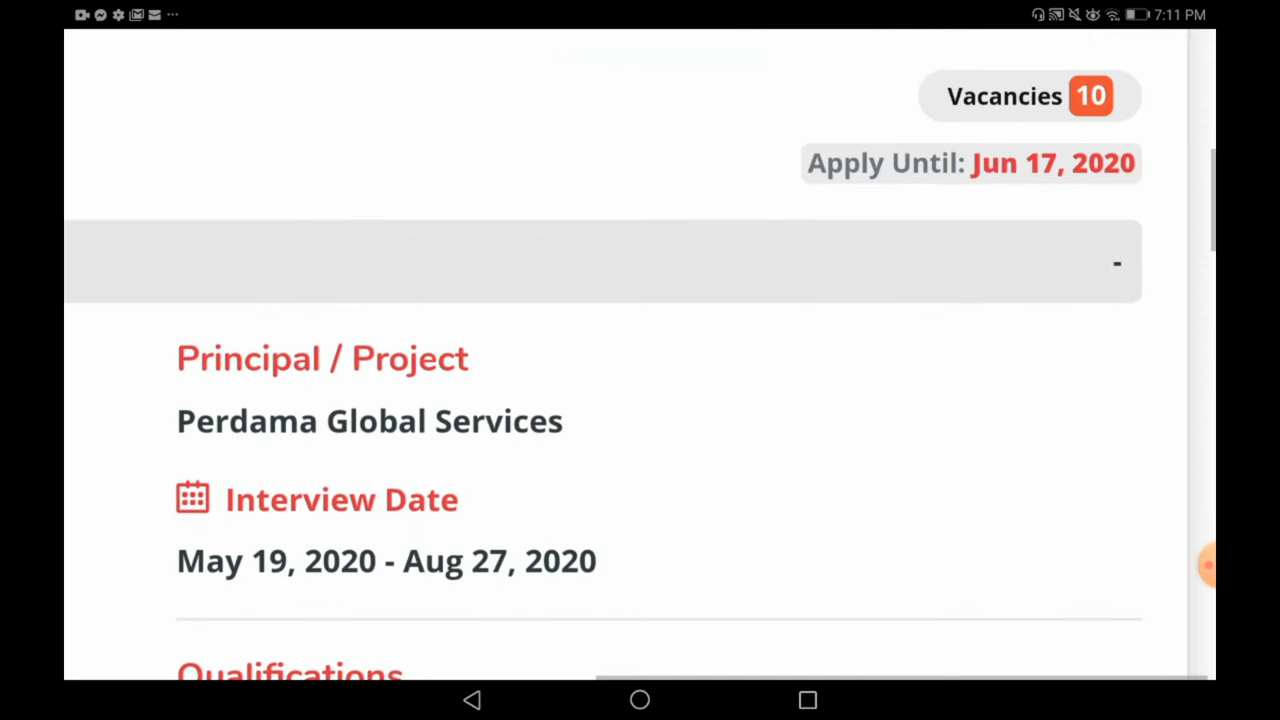 7:11 PM
Vacancies 10
Apply Until: Jun 17, 2020
-
Principal / Project
Perdama Global Services
Interview Date
May 19, 2020 - Aug 27, 2020
Qualifications